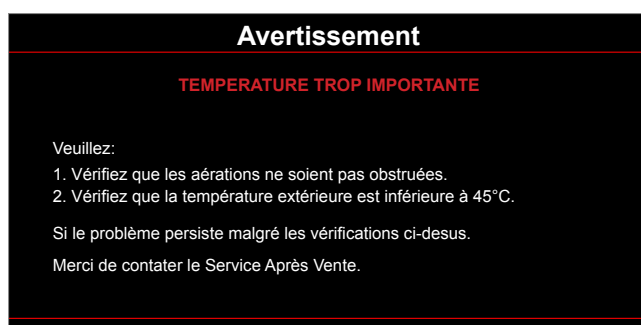 Avertissement
TEMPERATURE TROP IMPORTANTE
Veuillez:
1. Vérifiez que les aérations ne soient pas obstruées.
2. Vérifiez que la température extérieure est inférieure à 45°C.
Si le problème persiste malgré les vérifications ci-desus.
Merci de contater le Service Après Vente.